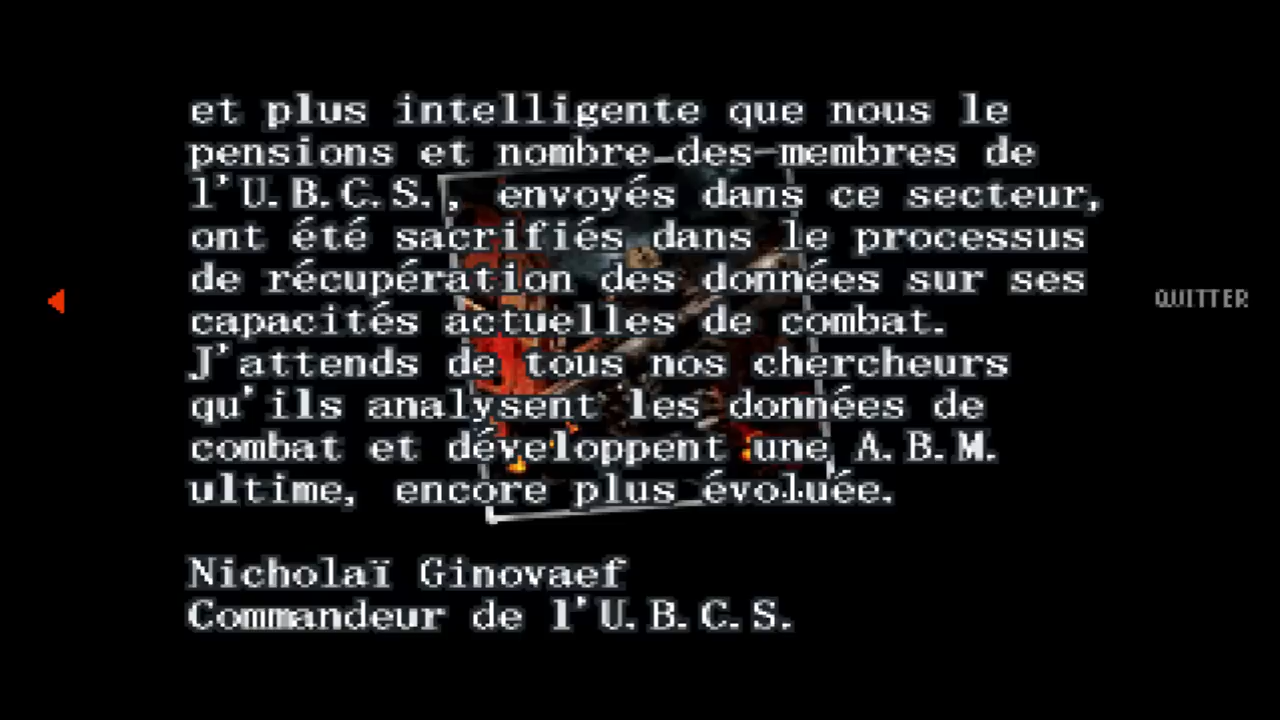 et plus intelligente que nous le
pensions et nombre des membres de
l'U.B.C.S., envoyés dans ce secteur,
ont été sacrifiés dans le processus
de récupération des données sur ses
capacités actuelles de combat.
J'attends de tous nos chercheurs
qu'ils analysent les données de
combat et développent une A.B.M.
ultime, encore plus évoluée.
QUITTER
Nicholaï Ginovaef
Commandeur de l'U.B.C.S.